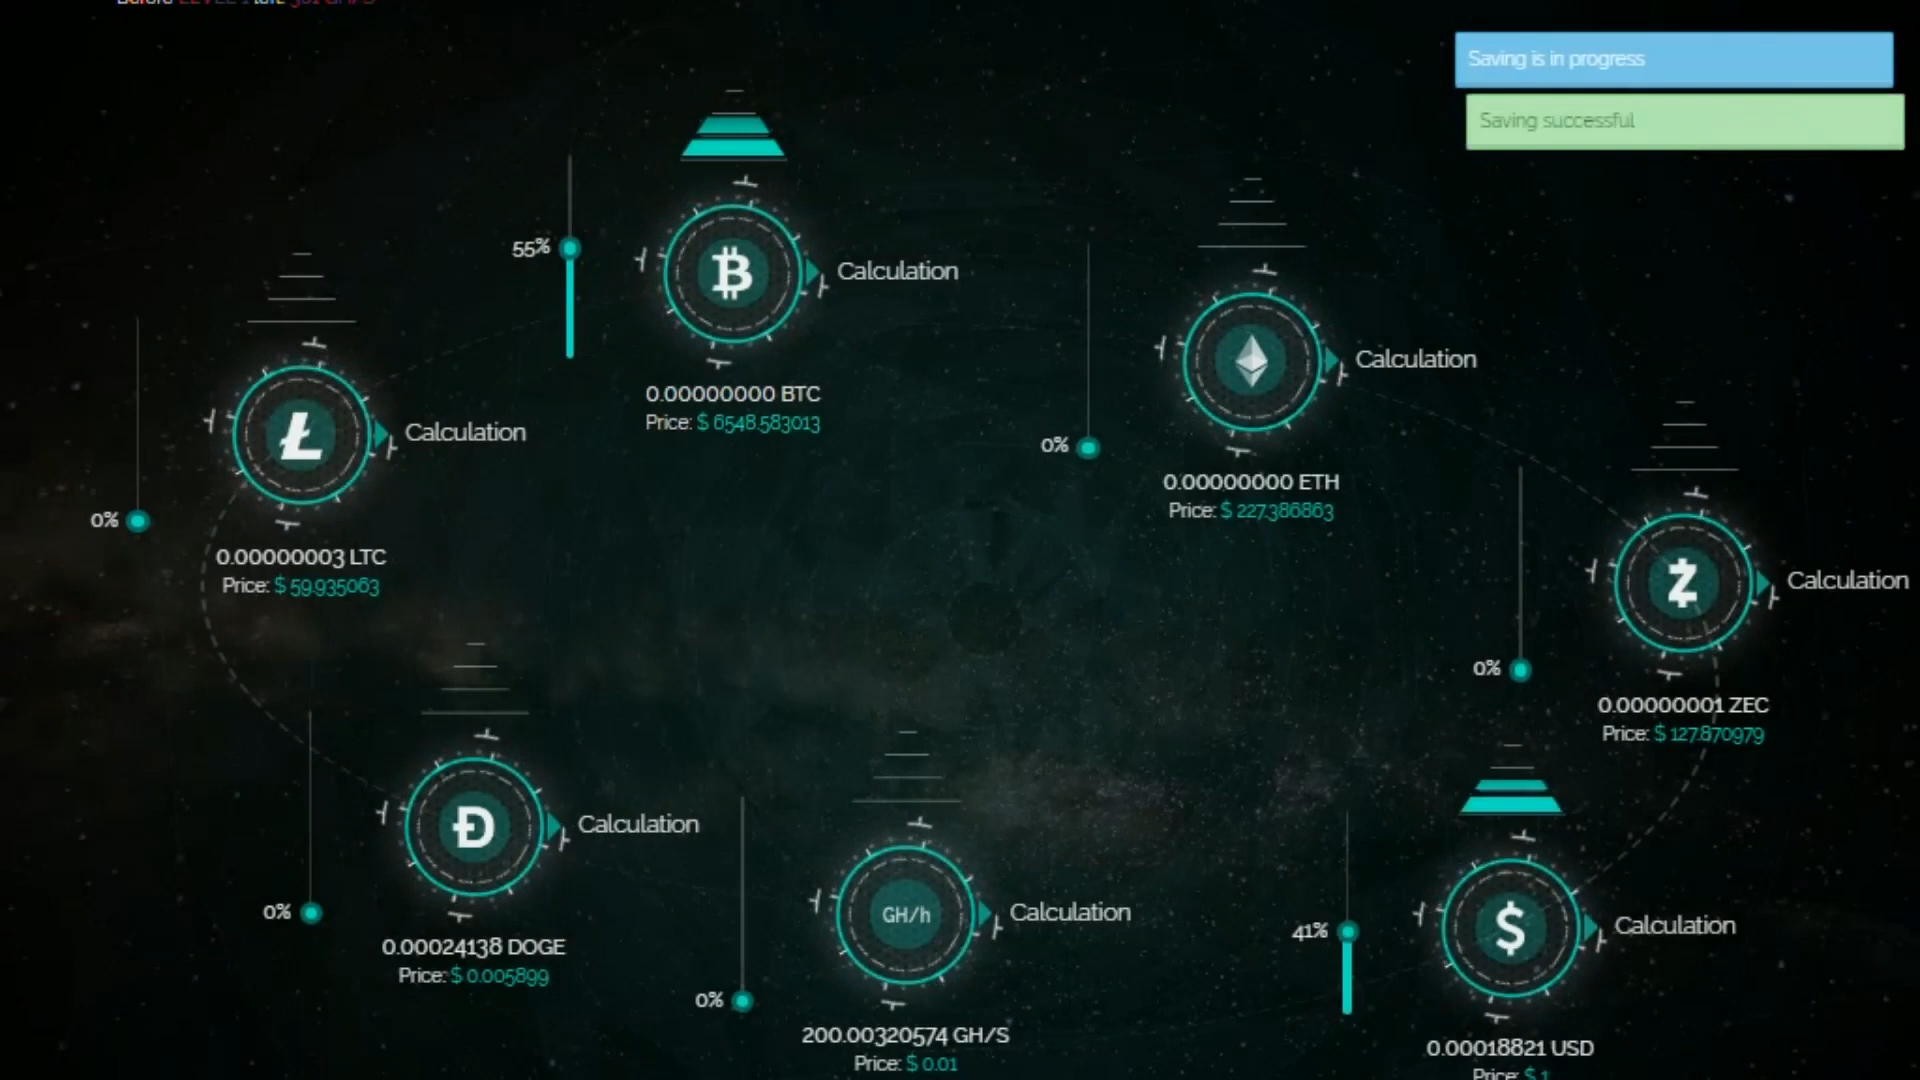 Saving is in progress
Saving successful
55%
Calculation
0.00000000 BTC
Price: $ 6548.583013
Calculation
0%
0.00000000 ETH
Price: $ 227.386863
Calculation
0%
0.00000003 LTC
Price: $ 59.935063
Calculation
0%
0.00000001 ZEC
Price: $ 127.870979
Calculation
0%
0.00024138 DOGE
Price: $ 0.005899
GH/h
Calculation
0%
200.00320574 GH/S
Price: $ 0.01
$
Calculation
41%
0.00018821 USD
Price: $ 1